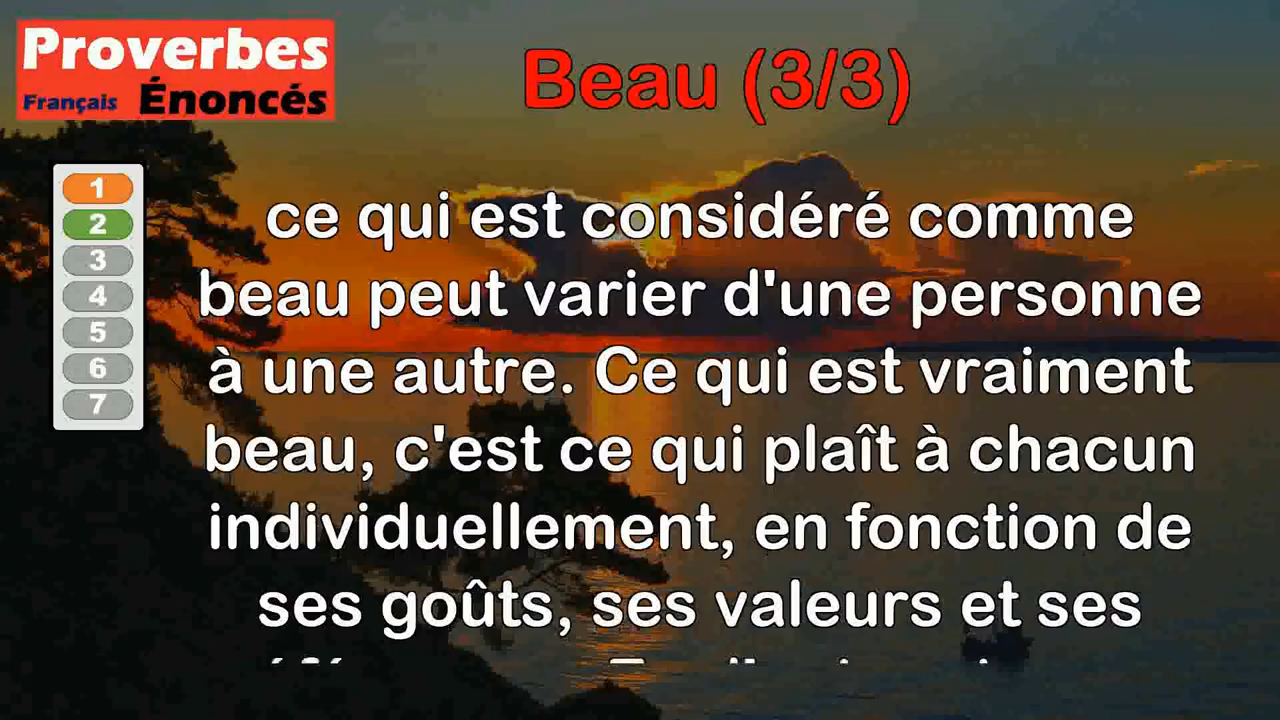 Proverbes
Français Énoncés
Beau (3/3)
1
2
3
4
5
6
7
ce qui est considéré comme
beau peut varier d'une personne
à une autre. Ce qui est vraiment
beau, c'est ce qui plaît à chacun
individuellement, en fonction de
ses goûts, ses valeurs et ses